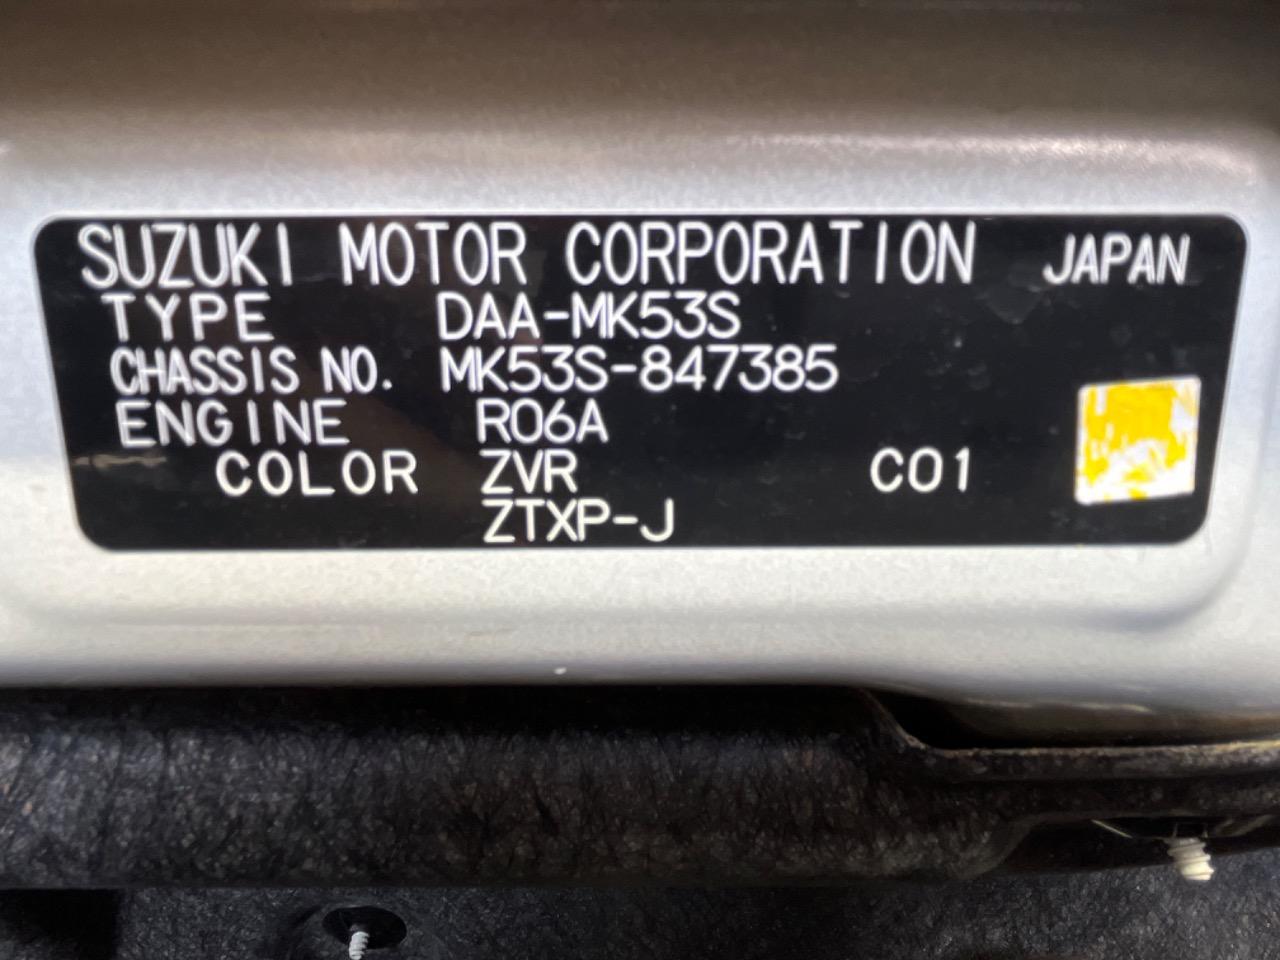 SUZUKI MOTOR CORPORATION JAPAN
TYPE DAA-MK53S
CHASSIS NO. MK53S-847385
ENGINE R06A
COLOR ZVR C01
ZTXP-J